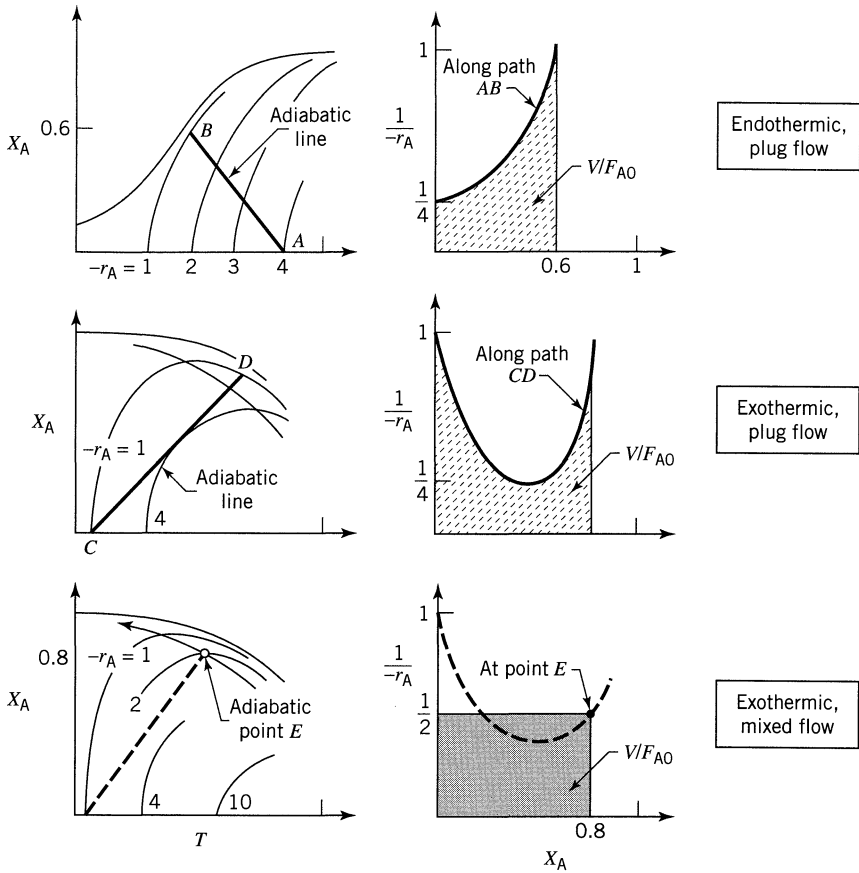 X_A
0.6
B
Adiabatic
line
A
–r_A = 1 2 3 4
1
1/–r_A
1/4
Along path
AB
V/F_A0
0.6 1
Endothermic,
plug flow
X_A
D
–r_A = 1
Adiabatic
line
4
C
1
1/–r_A
1/4
Along path
CD
V/F_A0
Exothermic,
plug flow
0.8
X_A
–r_A = 1
2
Adiabatic
point E
4 10
T
1
1/–r_A
1/2
At point E
V/F_A0
0.8
X_A
Exothermic,
mixed flow